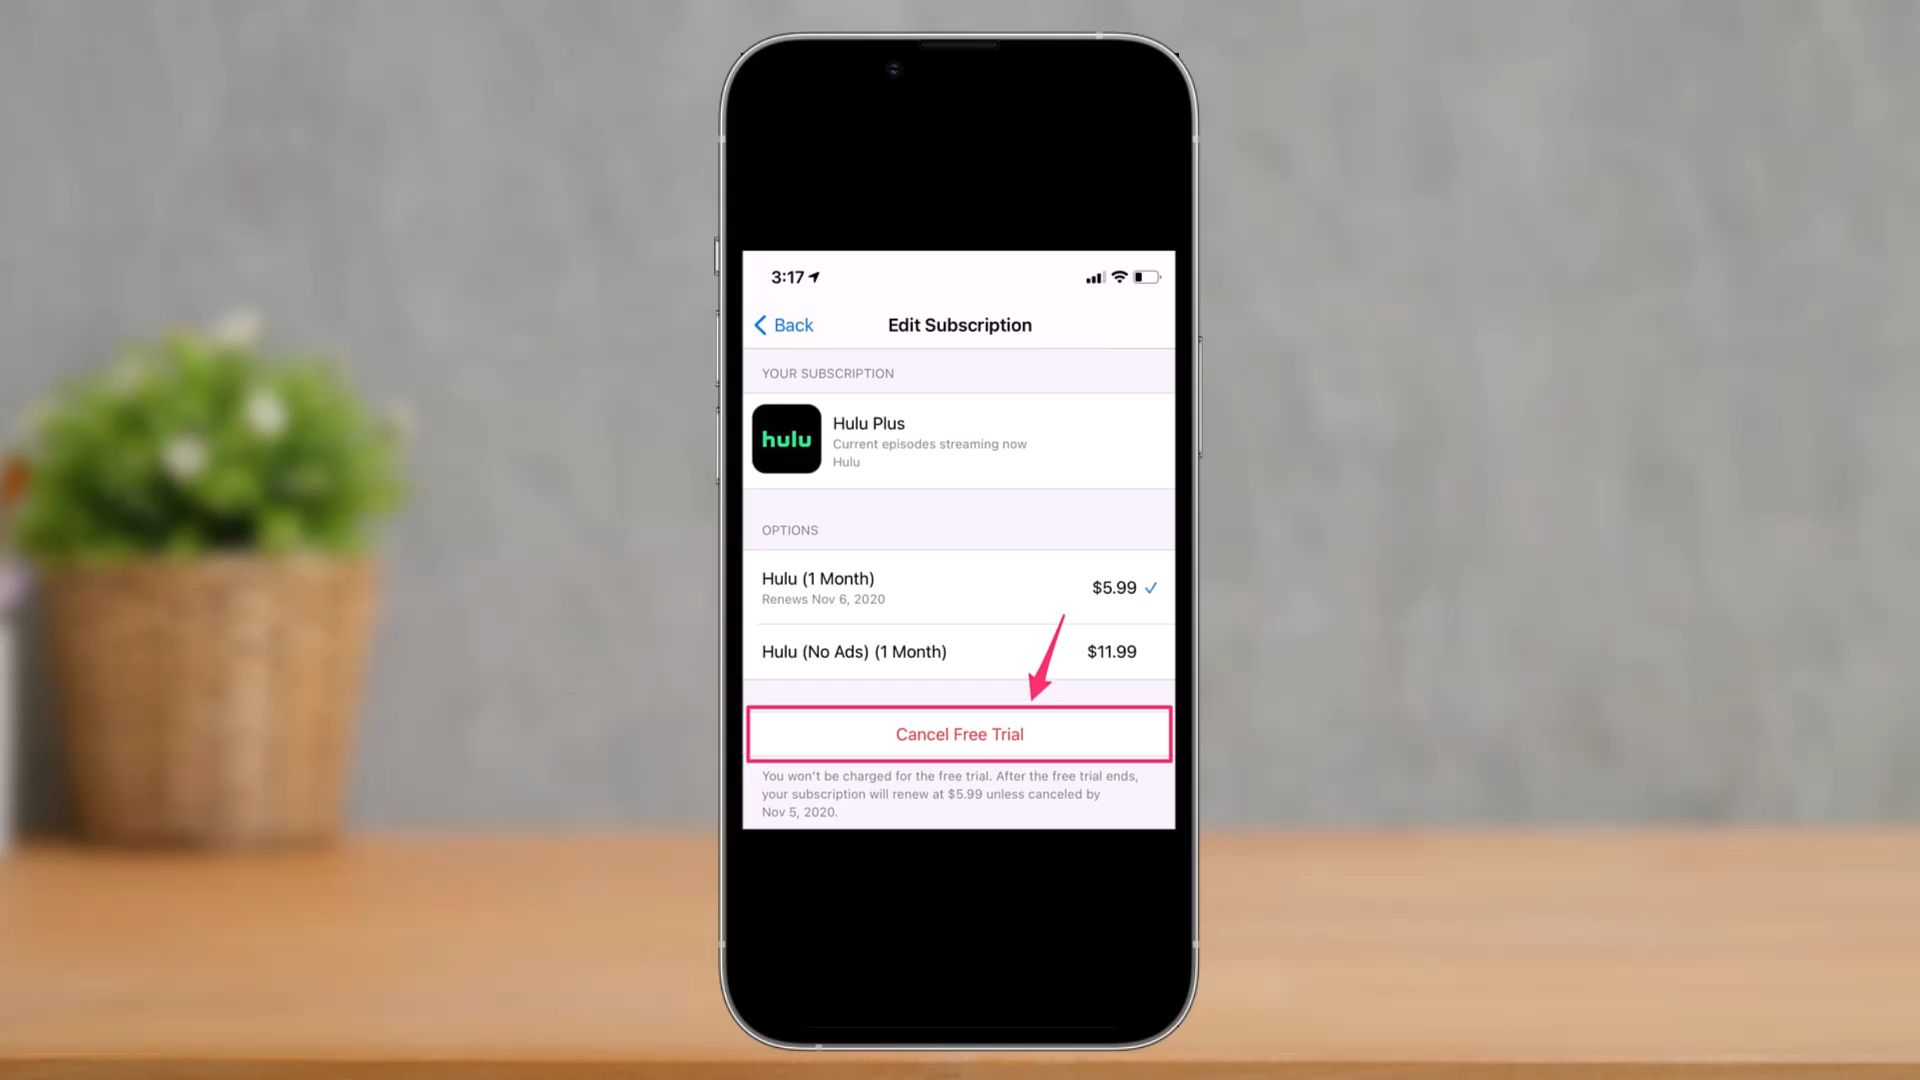 3:17
Back
Edit Subscription
YOUR SUBSCRIPTION
hulu
Hulu Plus
Current episodes streaming now
Hulu
OPTIONS
Hulu (1 Month)
$5.99
Renews Nov 6, 2020
Hulu (No Ads) (1 Month)
$11.99
Cancel Free Trial
You won't be charged for the free trial. After the free trial ends,
your subscription will renew at $5.99 unless canceled by
Nov 5, 2020.